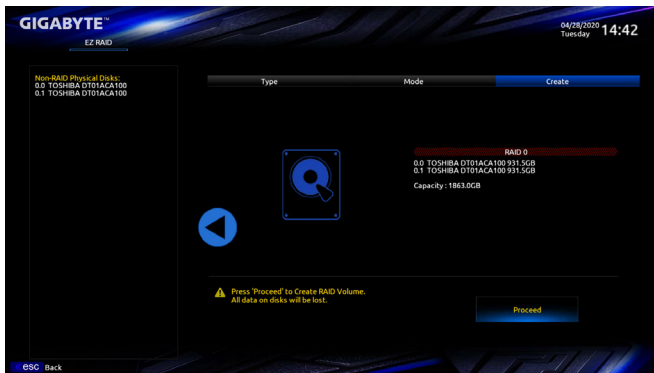 GIGABYTE™
EZ RAID
04/28/2020
Tuesday
14:42
Non-RAID Physical Disks:
0.0 TOSHIBA DT01ACA100
0.1 TOSHIBA DT01ACA100
Type Mode Create
RAID 0
0.0 TOSHIBA DT01ACA100 931.5GB
0.1 TOSHIBA DT01ACA100 931.5GB
Capacity : 1863.0GB
Press 'Proceed' to Create RAID Volume.
All data on disks will be lost.
Proceed
esc Back